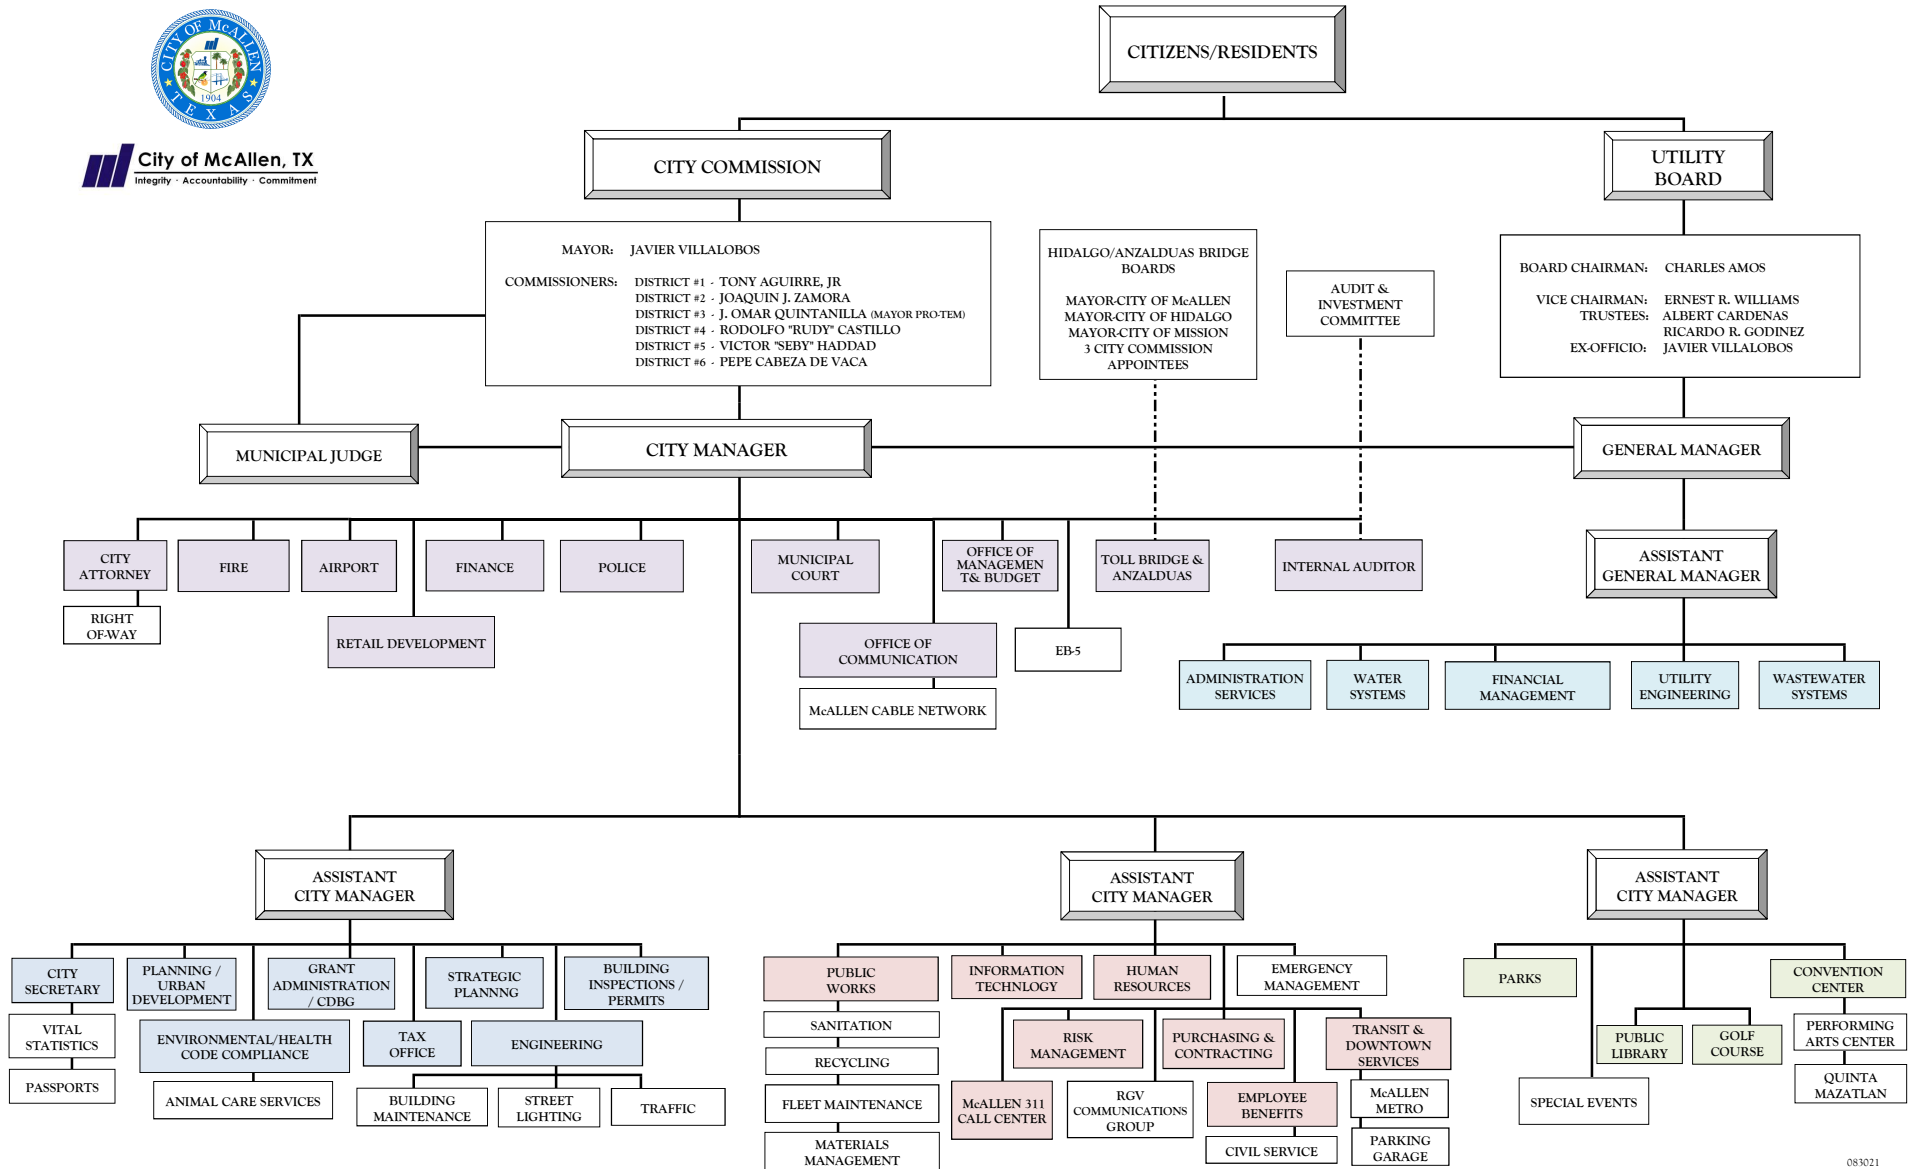 CITY OF McALLEN
1904
TEXAS
City of McAllen, TX
Integrity · Accountability · Commitment
CITIZENS/RESIDENTS
CITY COMMISSION
UTILITY
BOARD
MAYOR: JAVIER VILLALOBOS
COMMISSIONERS: DISTRICT #1 - TONY AGUIRRE, JR
DISTRICT #2 - JOAQUIN J. ZAMORA
DISTRICT #3 - J. OMAR QUINTANILLA (MAYOR PRO-TEM)
DISTRICT #4 - RODOLFO "RUDY" CASTILLO
DISTRICT #5 - VICTOR "SEBY" HADDAD
DISTRICT #6 - PEPE CABEZA DE VACA
HIDALGO/ANZALDUAS BRIDGE
BOARDS
MAYOR-CITY OF McALLEN
MAYOR-CITY OF HIDALGO
MAYOR-CITY OF MISSION
3 CITY COMMISSION
APPOINTEES
AUDIT &
INVESTMENT
COMMITTEE
BOARD CHAIRMAN: CHARLES AMOS
VICE CHAIRMAN: ERNEST R. WILLIAMS
TRUSTEES: ALBERT CARDENAS
RICARDO R. GODINEZ
EX-OFFICIO: JAVIER VILLALOBOS
MUNICIPAL JUDGE
CITY MANAGER
GENERAL MANAGER
CITY
ATTORNEY
FIRE
AIRPORT
FINANCE
POLICE
MUNICIPAL
COURT
OFFICE OF
MANAGEMEN
T& BUDGET
TOLL BRIDGE &
ANZALDUAS
INTERNAL AUDITOR
ASSISTANT
GENERAL MANAGER
RIGHT
OF-WAY
RETAIL DEVELOPMENT
OFFICE OF
COMMUNICATION
EB-5
McALLEN CABLE NETWORK
ADMINISTRATION
SERVICES
WATER
SYSTEMS
FINANCIAL
MANAGEMENT
UTILITY
ENGINEERING
WASTEWATER
SYSTEMS
ASSISTANT
CITY MANAGER
ASSISTANT
CITY MANAGER
ASSISTANT
CITY MANAGER
CITY
SECRETARY
PLANNING /
URBAN
DEVELOPMENT
GRANT
ADMINISTRATION
/ CDBG
STRATEGIC
PLANNNG
BUILDING
INSPECTIONS /
PERMITS
VITAL
STATISTICS
ENVIRONMENTAL/HEALTH
CODE COMPLIANCE
TAX
OFFICE
ENGINEERING
PASSPORTS
ANIMAL CARE SERVICES
BUILDING
MAINTENANCE
STREET
LIGHTING
TRAFFIC
PUBLIC
WORKS
INFORMATION
TECHNLOGY
HUMAN
RESOURCES
EMERGENCY
MANAGEMENT
SANITATION
RECYCLING
FLEET MAINTENANCE
MATERIALS
MANAGEMENT
RISK
MANAGEMENT
PURCHASING &
CONTRACTING
TRANSIT &
DOWNTOWN
SERVICES
McALLEN 311
CALL CENTER
RGV
COMMUNICATIONS
GROUP
EMPLOYEE
BENEFITS
CIVIL SERVICE
McALLEN
METRO
PARKING
GARAGE
PARKS
CONVENTION
CENTER
PUBLIC
LIBRARY
GOLF
COURSE
PERFORMING
ARTS CENTER
SPECIAL EVENTS
QUINTA
MAZATLAN
083021